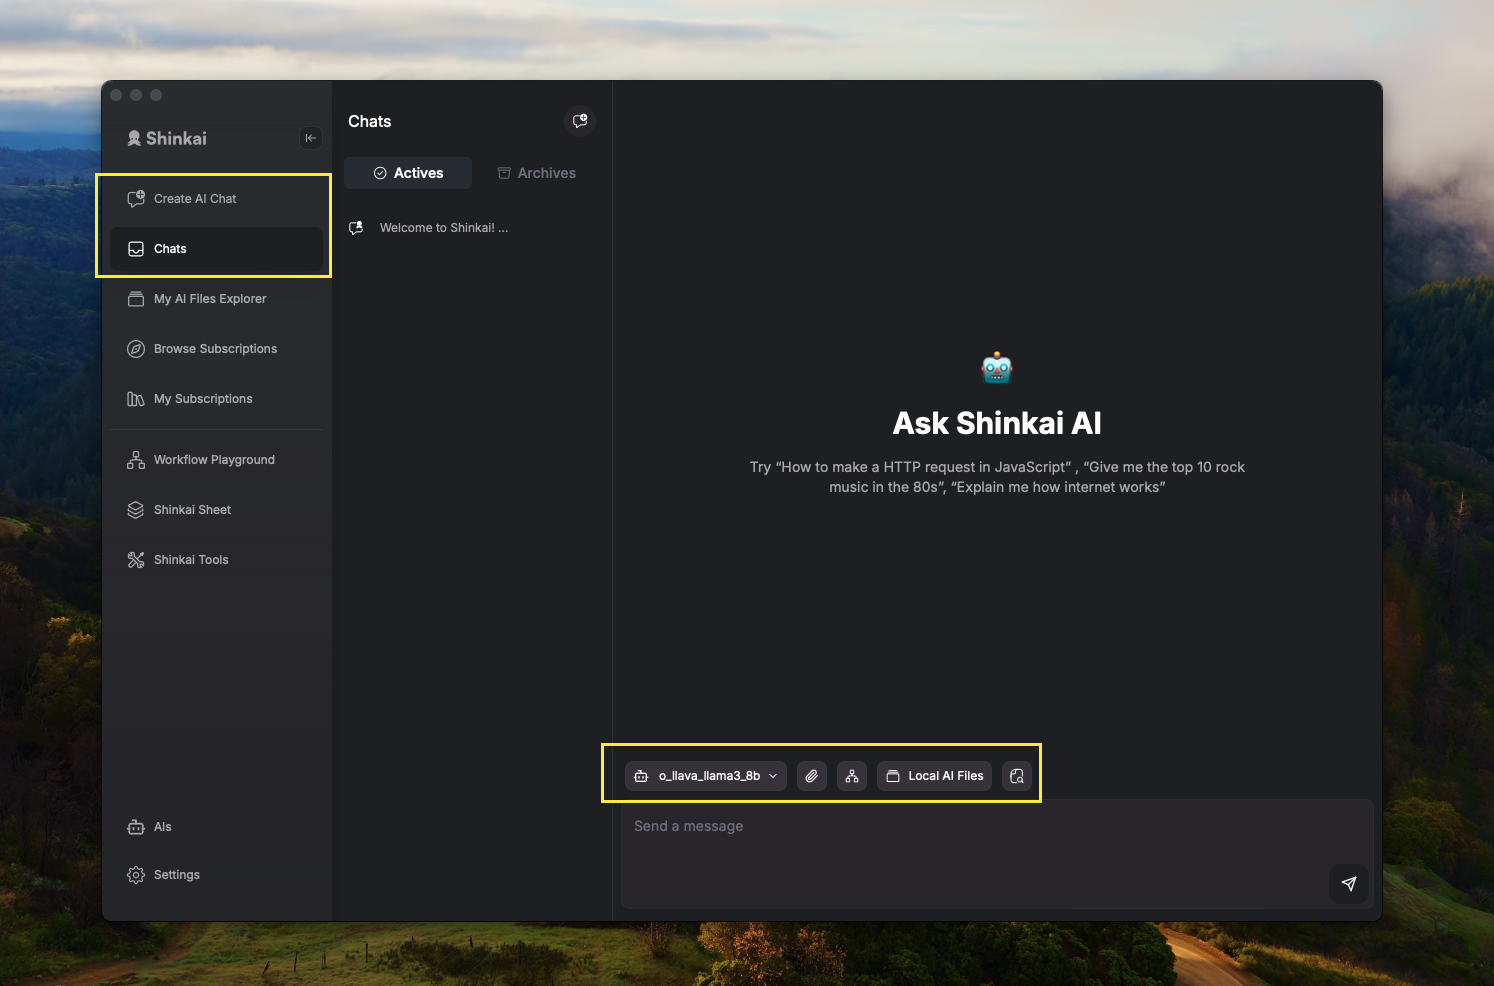 Shinkai
Create AI Chat
Chats
My AI Files Explorer
Browse Subscriptions
My Subscriptions
Workflow Playground
Shinkai Sheet
Shinkai Tools
AIs
Settings
Chats
Actives
Archives
Welcome to Shinkai! ...
Ask Shinkai AI
Try “How to make a HTTP request in JavaScript” , “Give me the top 10 rock
music in the 80s”, “Explain me how internet works”
o_llava_llama3_8b
Local AI Files
Send a message